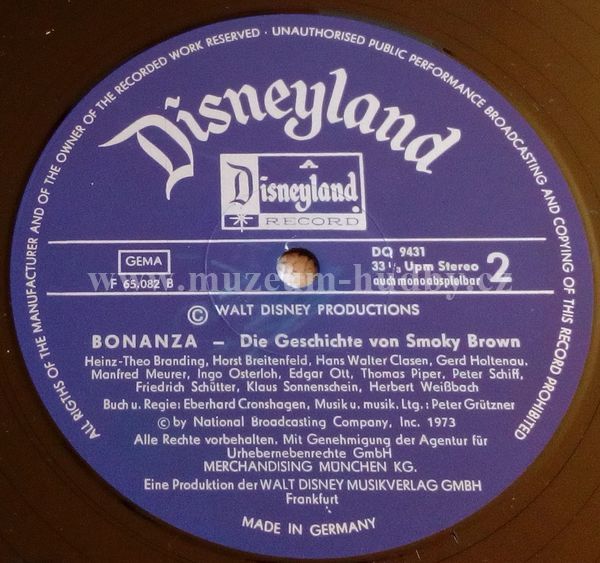 ALL RIGTHS OF THE MANUFACTURER AND OF THE OWNER OF THE RECORDED WORK RESERVED · UNAUTHORISED PUBLIC PERFORMANCE BROADCASTING AND COPYING OF THIS RECORD PROHIBITED
Disneyland
A
Disneyland
RECORD
GEMA
F 65.082 B
DQ 9431
33 1/3 Upm Stereo
auch mono abspielbar
2
www.muzeum-hudby.cz
© WALT DISNEY PRODUCTIONS
BONANZA – Die Geschichte von Smoky Brown
Heinz-Theo Branding, Horst Breitenfeld, Hans Walter Clasen, Gerd Holtenau,
Manfred Meurer, Ingo Osterloh, Edgar Ott, Thomas Piper, Peter Schiff,
Friedrich Schütter, Klaus Sonnenschein, Herbert Weißbach
Buch u. Regie: Eberhard Cronshagen, Musik u. musik. Ltg.: Peter Grützner
© by National Broadcasting Company, Inc. 1973
Alle Rechte vorbehalten. Mit Genehmigung der Agentur für
Urhebernebenrechte GmbH
MERCHANDISING MÜNCHEN KG.
Eine Produktion der WALT DISNEY MUSIKVERLAG GMBH
Frankfurt
MADE IN GERMANY